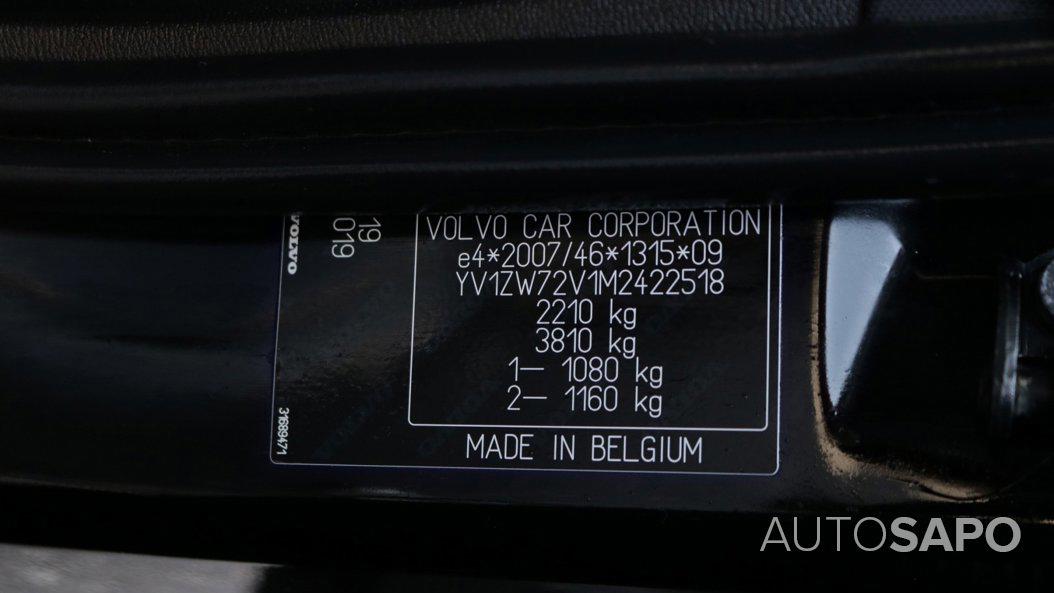 VOLVO
19
019
VOLVO CAR CORPORATION
e4*2007/46*1315*09
YV1ZW72V1M2422518
2210 kg
3810 kg
1– 1080 kg
2– 1160 kg
31689471
MADE IN BELGIUM
AUTOSAPO